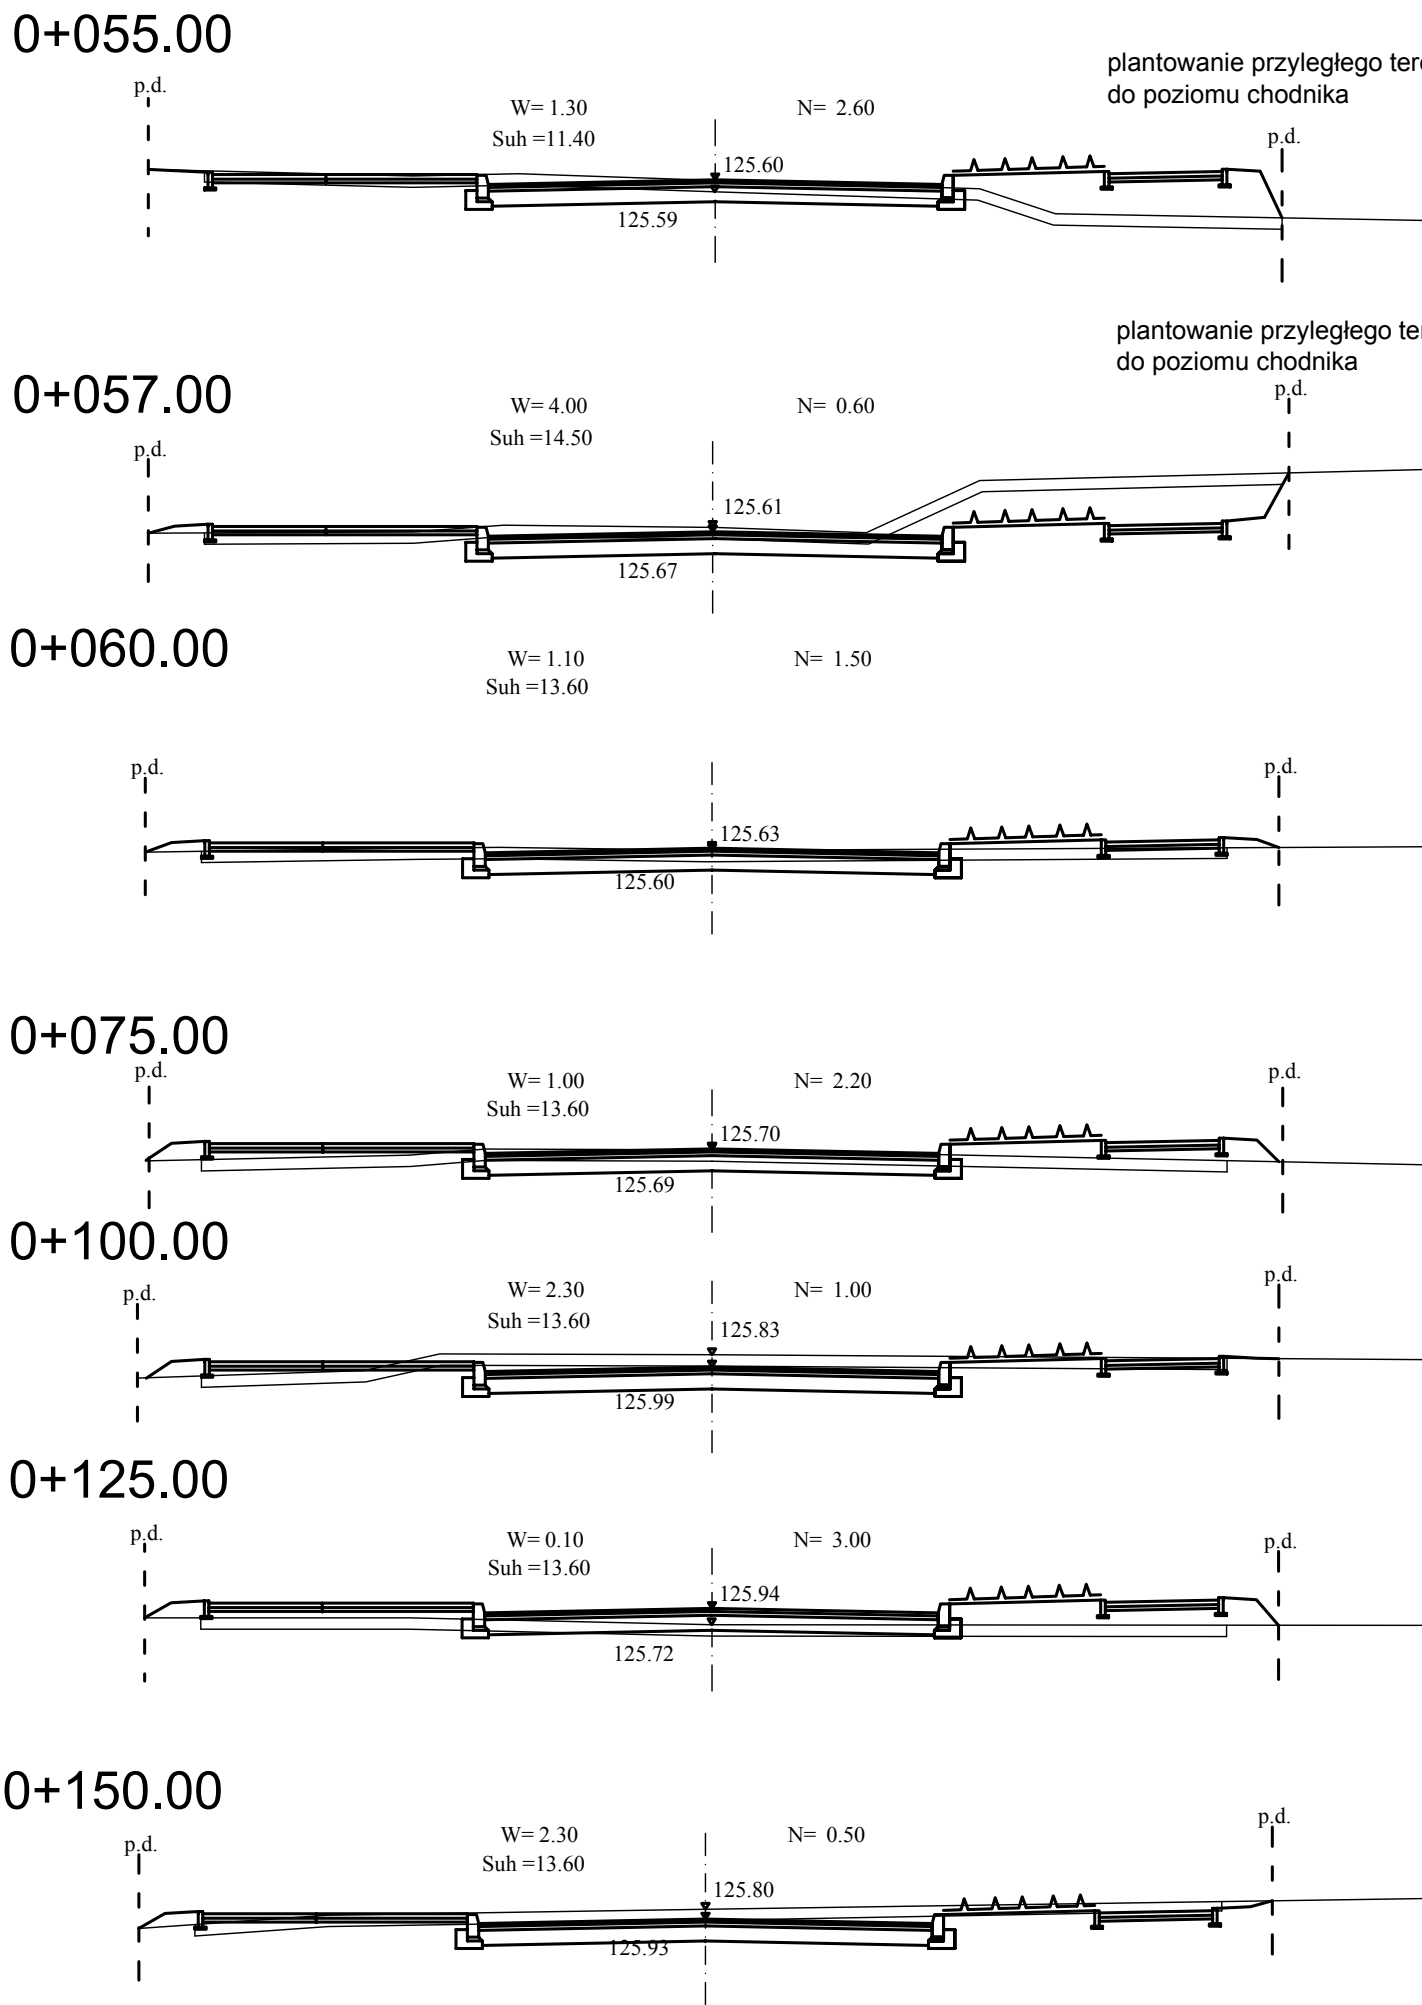 0+055.00
plantowanie przyległego
do poziomu chodnika
p.d.
W= 1.30 N= 2.60
Suh =11.40
p.d.
125.60
125.59
plantowanie przyległego
do poziomu chodnika
0+057.00
p.d.
W= 4.00 N= 0.60
Suh =14.50
p.d.
125.61
125.67
0+060.00
W= 1.10 N= 1.50
Suh =13.60
p.d.
p.d.
125.63
125.60
0+075.00
p.d.
p.d.
W= 1.00 N= 2.20
Suh =13.60
125.70
125.69
0+100.00
p.d.
p.d.
W= 2.30 N= 1.00
Suh =13.60
125.83
125.99
0+125.00
p.d.
W= 0.10 N= 3.00
p.d.
Suh =13.60
125.94
125.72
0+150.00
p.d.
W= 2.30 N= 0.50
p.d.
Suh =13.60
125.80
125.93